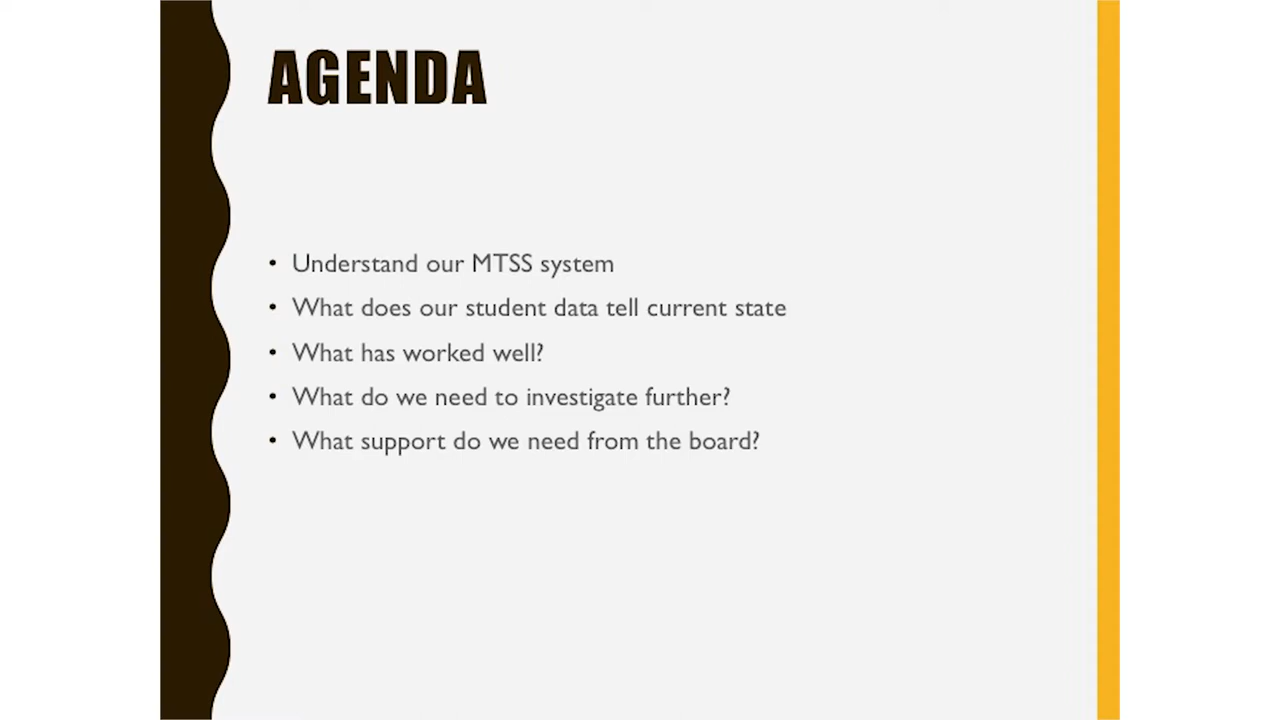 AGENDA
• Understand our MTSS system
• What does our student data tell current state
• What has worked well?
• What do we need to investigate further?
• What support do we need from the board?